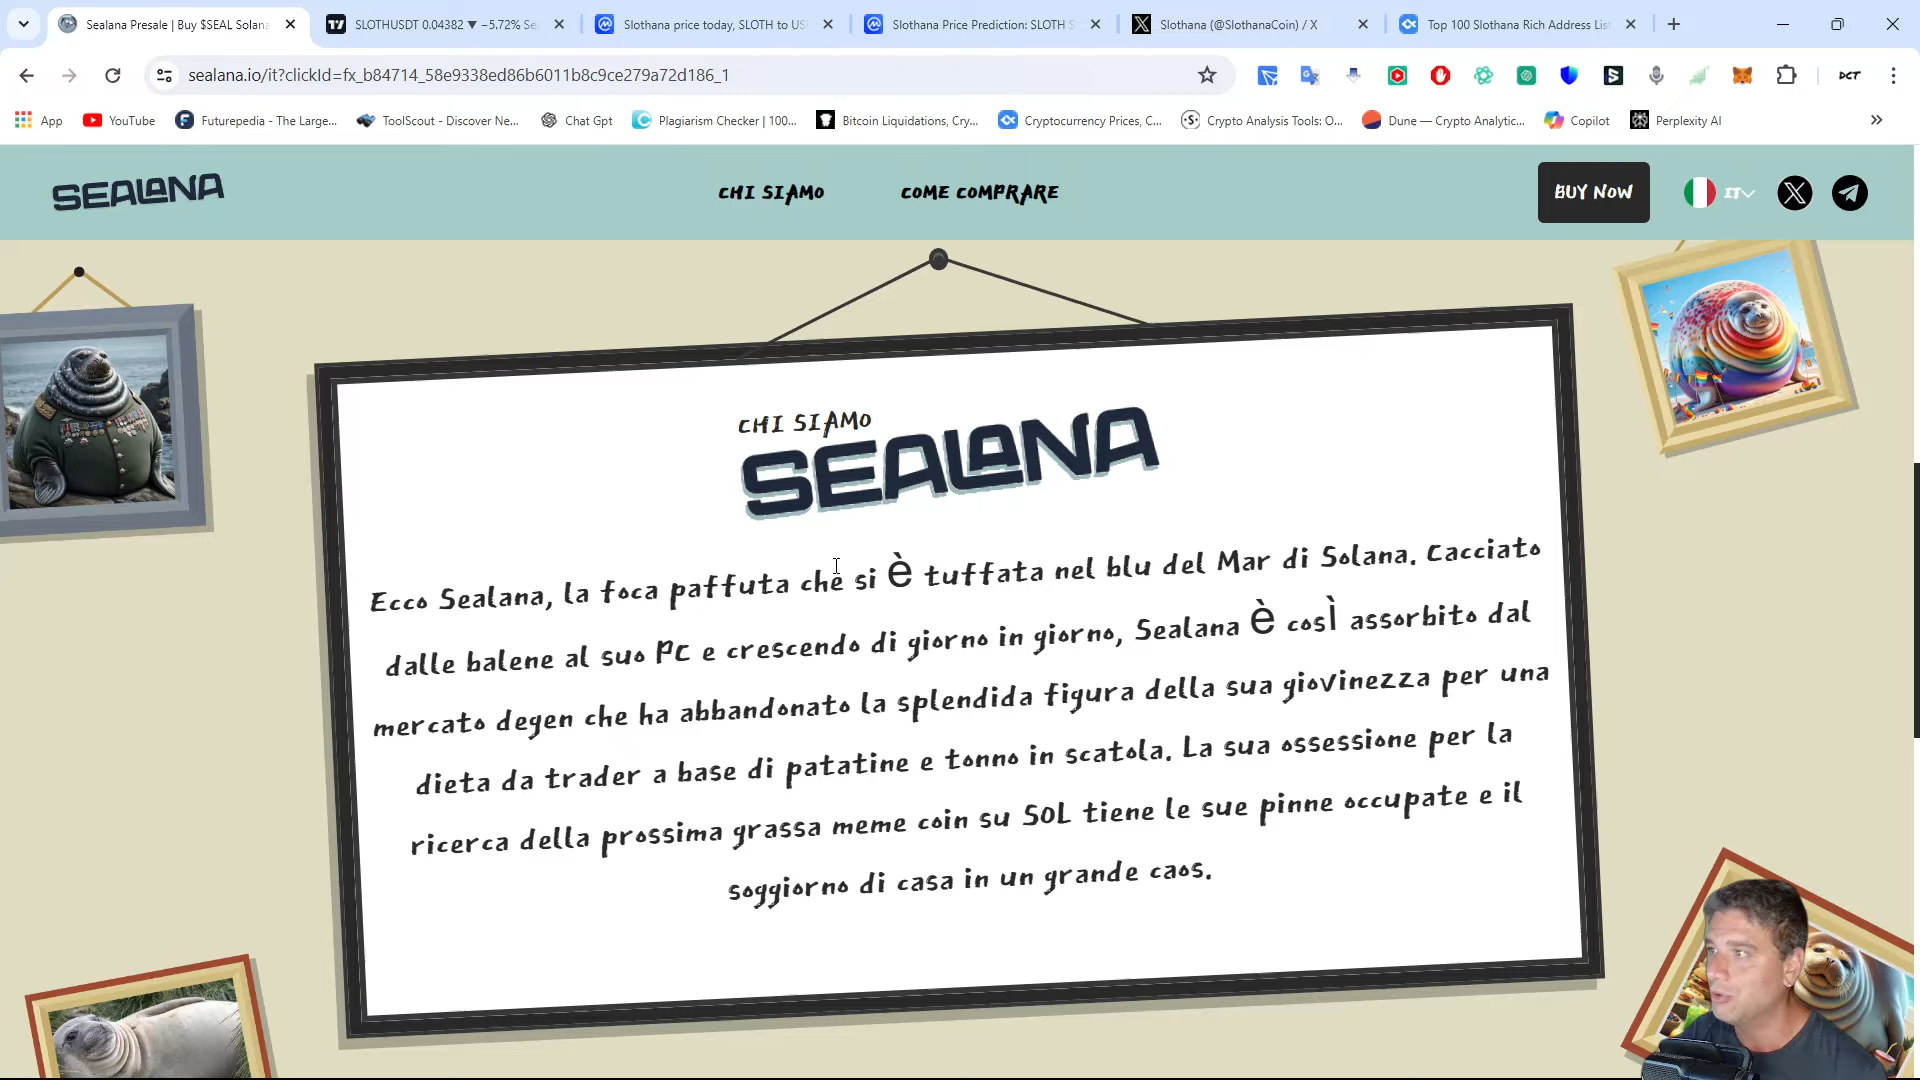 Sealana Presale | Buy $SEAL Solana
SLOTHUSDT 0.04382 ▼ −5.72% Se
Slothana price today, SLOTH to US
Slothana Price Prediction: SLOTH S
Slothana (@SlothanaCoin) / X
Top 100 Slothana Rich Address List
sealana.io/it?clickId=fx_b84714_58e9338ed86b6011b8c9ce279a72d186_1
App
YouTube
Futurepedia - The Large...
ToolScout - Discover Ne...
Chat Gpt
Plagiarism Checker | 100...
Bitcoin Liquidations, Cry...
Cryptocurrency Prices, C...
Crypto Analysis Tools: O...
Dune — Crypto Analytic...
Copilot
Perplexity AI
SEALANA
CHI SIAMO
COME COMPRARE
BUY NOW
IT
CHI SIAMO
SEALANA
Ecco Sealana, la foca paffuta che si è tuffata nel blu del Mar di Solana. Cacciato
dalle balene al suo PC e crescendo di giorno in giorno, Sealana è così assorbito dal
mercato degen che ha abbandonato la splendida figura della sua giovinezza per una
dieta da trader a base di patatine e tonno in scatola. La sua ossessione per la
ricerca della prossima grassa meme coin su SOL tiene le sue pinne occupate e il
soggiorno di casa in un grande caos.